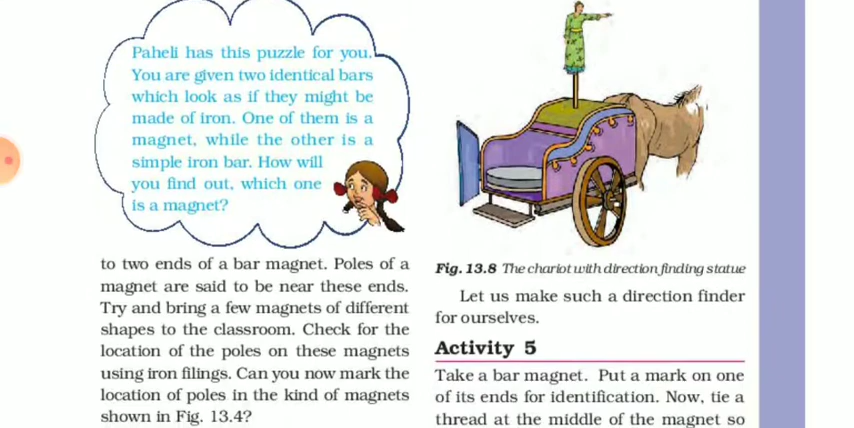 Paheli has this puzzle for you.
You are given two identical bars
which look as if they might be
made of iron. One of them is a
magnet, while the other is a
simple iron bar. How will
you find out, which one
is a magnet?
to two ends of a bar magnet. Poles of a
magnet are said to be near these ends.
Try and bring a few magnets of different
shapes to the classroom. Check for the
location of the poles on these magnets
using iron filings. Can you now mark the
location of poles in the kind of magnets
shown in Fig. 13.4?
Fig. 13.8 The chariot with direction finding statue
Let us make such a direction finder
for ourselves.
Activity 5
Take a bar magnet. Put a mark on one
of its ends for identification. Now, tie a
thread at the middle of the magnet so